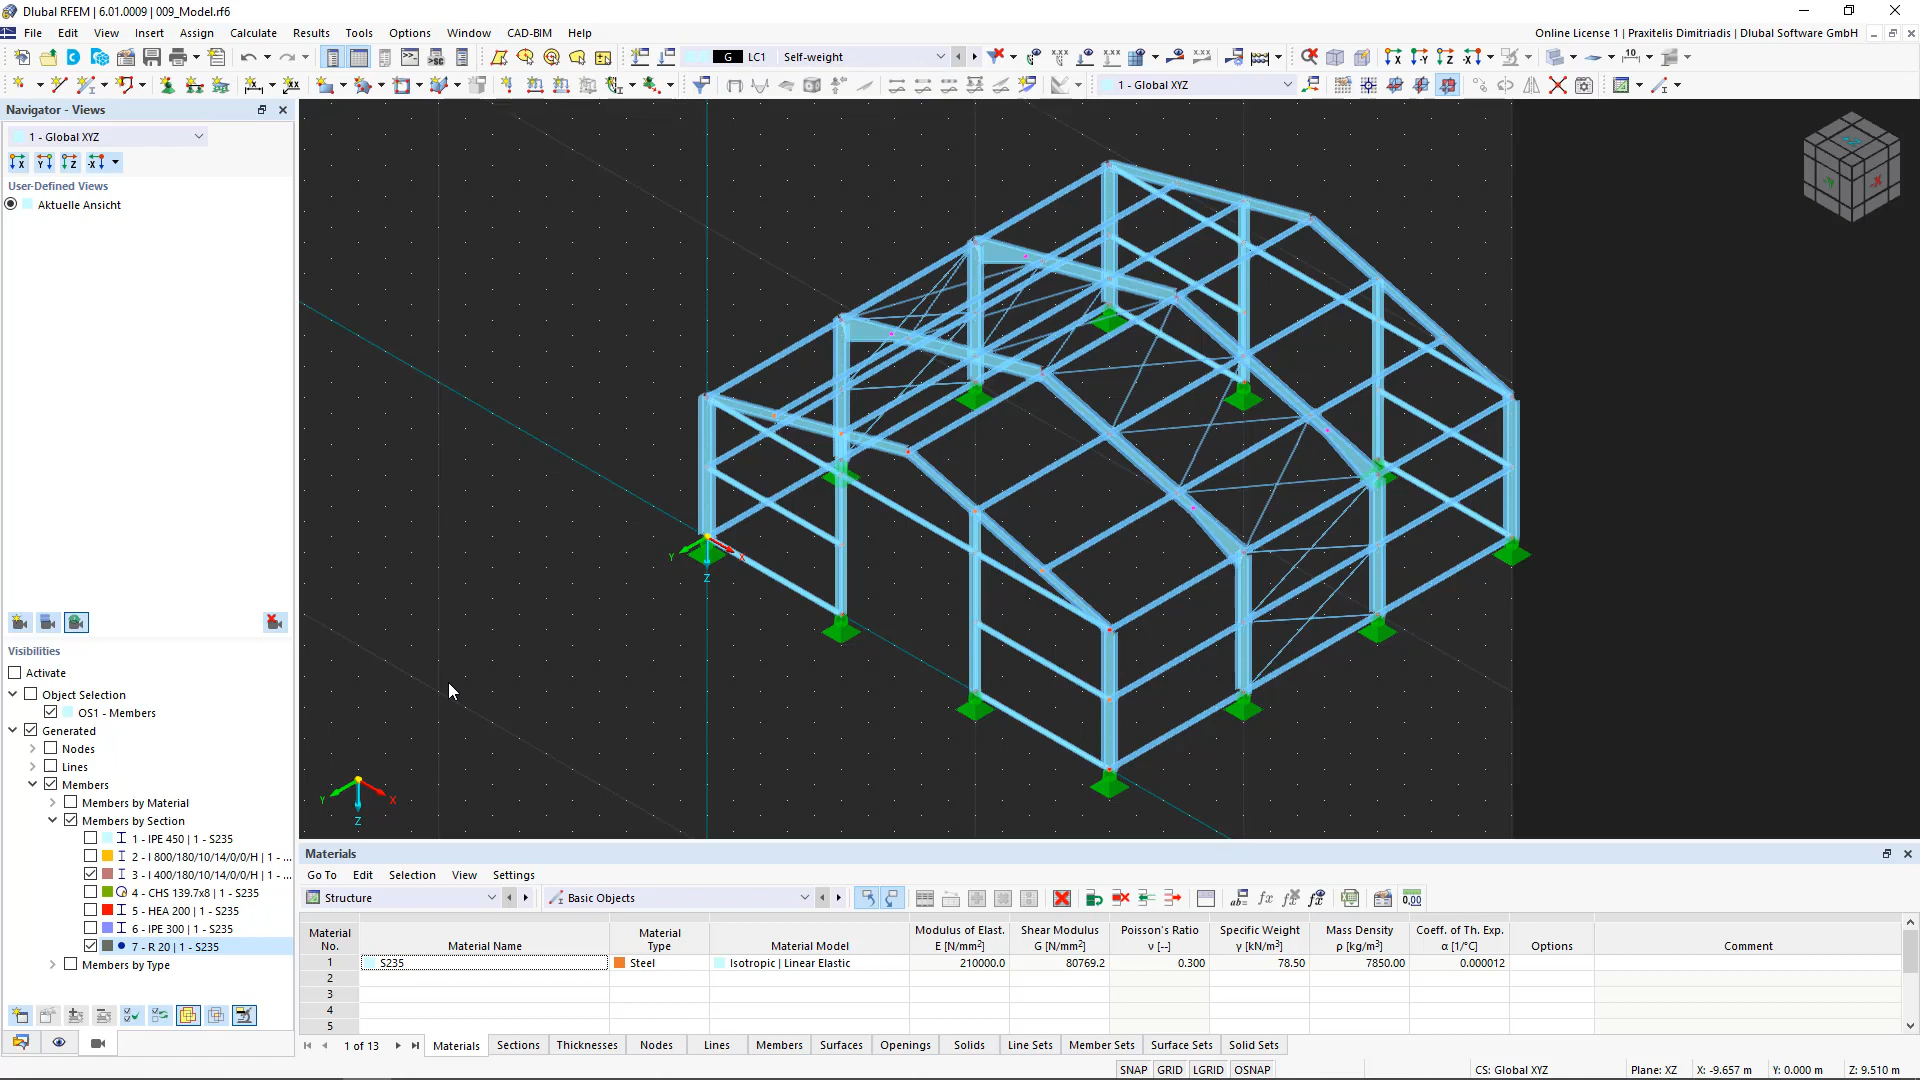 Dlubal RFEM | 6.01.0009 | 009_Model.rf6
File Edit View Insert Assign Calculate Results Tools Options Window CAD-BIM Help
Online License 1 | Praxitelis Dimitriadis | Dlubal Software GmbH
G LC1 Self-weight
1 - Global XYZ
Navigator - Views
1 - Global XYZ
User-Defined Views
Aktuelle Ansicht
Visibilities
Activate
Object Selection
OS1 - Members
Generated
Nodes
Lines
Members
Members by Material
Members by Section
1 - IPE 450 | 1 - S235
2 - I 800/180/10/14/0/0/H | 1 - ...
3 - I 400/180/10/14/0/0/H | 1 - ...
4 - CHS 139.7x8 | 1 - S235
5 - HEA 200 | 1 - S235
6 - IPE 300 | 1 - S235
7 - R 20 | 1 - S235
Members by Type
Y X Z
Y X Z
-Y -X
Materials
Go To Edit Selection View Settings
Structure Basic Objects
Material No. Material Name Material Type Material Model Modulus of Elast. E [N/mm²] Shear Modulus G [N/mm²] Poisson's Ratio ν [--] Specific Weight γ [kN/m³] Mass Density ρ [kg/m³] Coeff. of Th. Exp. α [1/°C] Options Comment
1 S235 Steel Isotropic | Linear Elastic 210000.0 80769.2 0.300 78.50 7850.00 0.000012
2
3
4
5
1 of 13 Materials Sections Thicknesses Nodes Lines Members Surfaces Openings Solids Line Sets Member Sets Surface Sets Solid Sets
SNAP GRID LGRID OSNAP CS: Global XYZ Plane: XZ X: -9.657 m Y: 0.000 m Z: 9.510 m